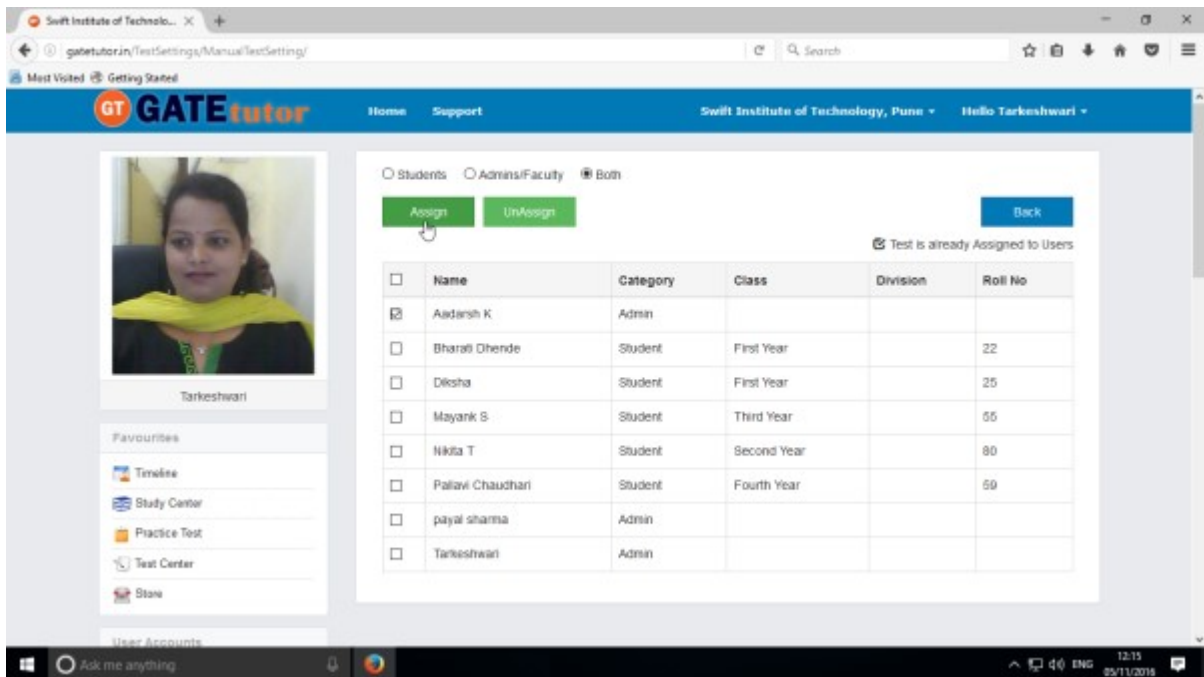 Swift Institute of Technolo...
gatetutor.in/TestSettings/ManualTestSetting/
Search
Most Visited Getting Started
GT GATEtutor Home Support Swift Institute of Technology, Pune Hello Tarkeshwari
Students Admins/Faculty Both
Assign UnAssign Back
Test is already Assigned to Users
Name Category Class Division Roll No
Aadarsh K Admin
Bharati Dhende Student First Year 22
Diksha Student First Year 25
Mayank S Student Third Year 55
Nikita T Student Second Year 80
Pallavi Chaudhari Student Fourth Year 59
payal sharma Admin
Tarkeshwari Admin
Tarkeshwari
Favourites
Timeline
Study Center
Practice Test
Test Center
Store
User Accounts
Ask me anything
ENG 12:15
05/11/2016